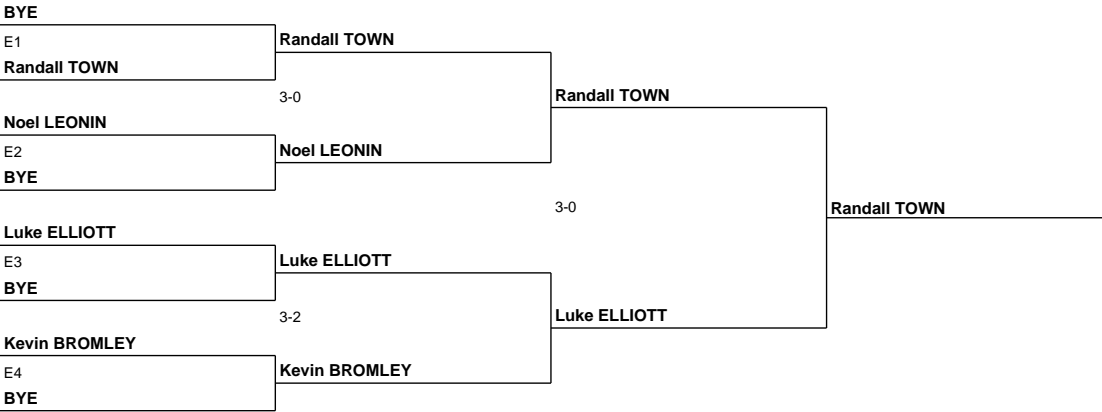 BYE
E1
Randall TOWN
Randall TOWN
3-0
Randall TOWN
Noel LEONIN
E2
Noel LEONIN
BYE
3-0
Randall TOWN
Luke ELLIOTT
E3
Luke ELLIOTT
BYE
3-2
Luke ELLIOTT
Kevin BROMLEY
E4
Kevin BROMLEY
BYE